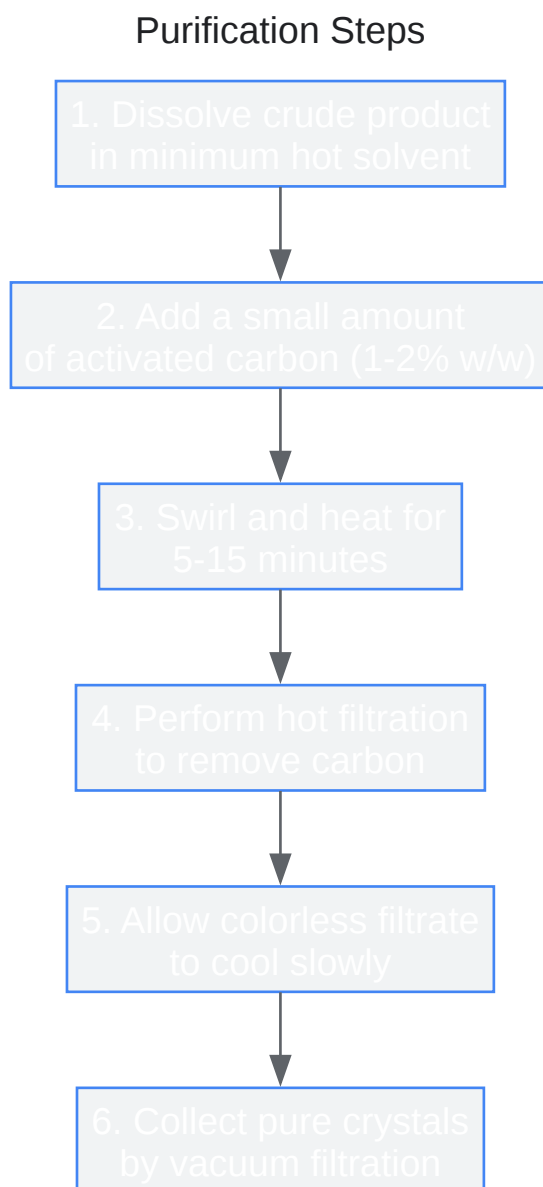 Purification Steps
1. Dissolve crude product
in minimum hot solvent
2. Add a small amount
of activated carbon (1-2% w/w)
3. Swirl and heat for
5-15 minutes
4. Perform hot filtration
to remove carbon
5. Allow colorless filtrate
to cool slowly
6. Collect pure crystals
by vacuum filtration